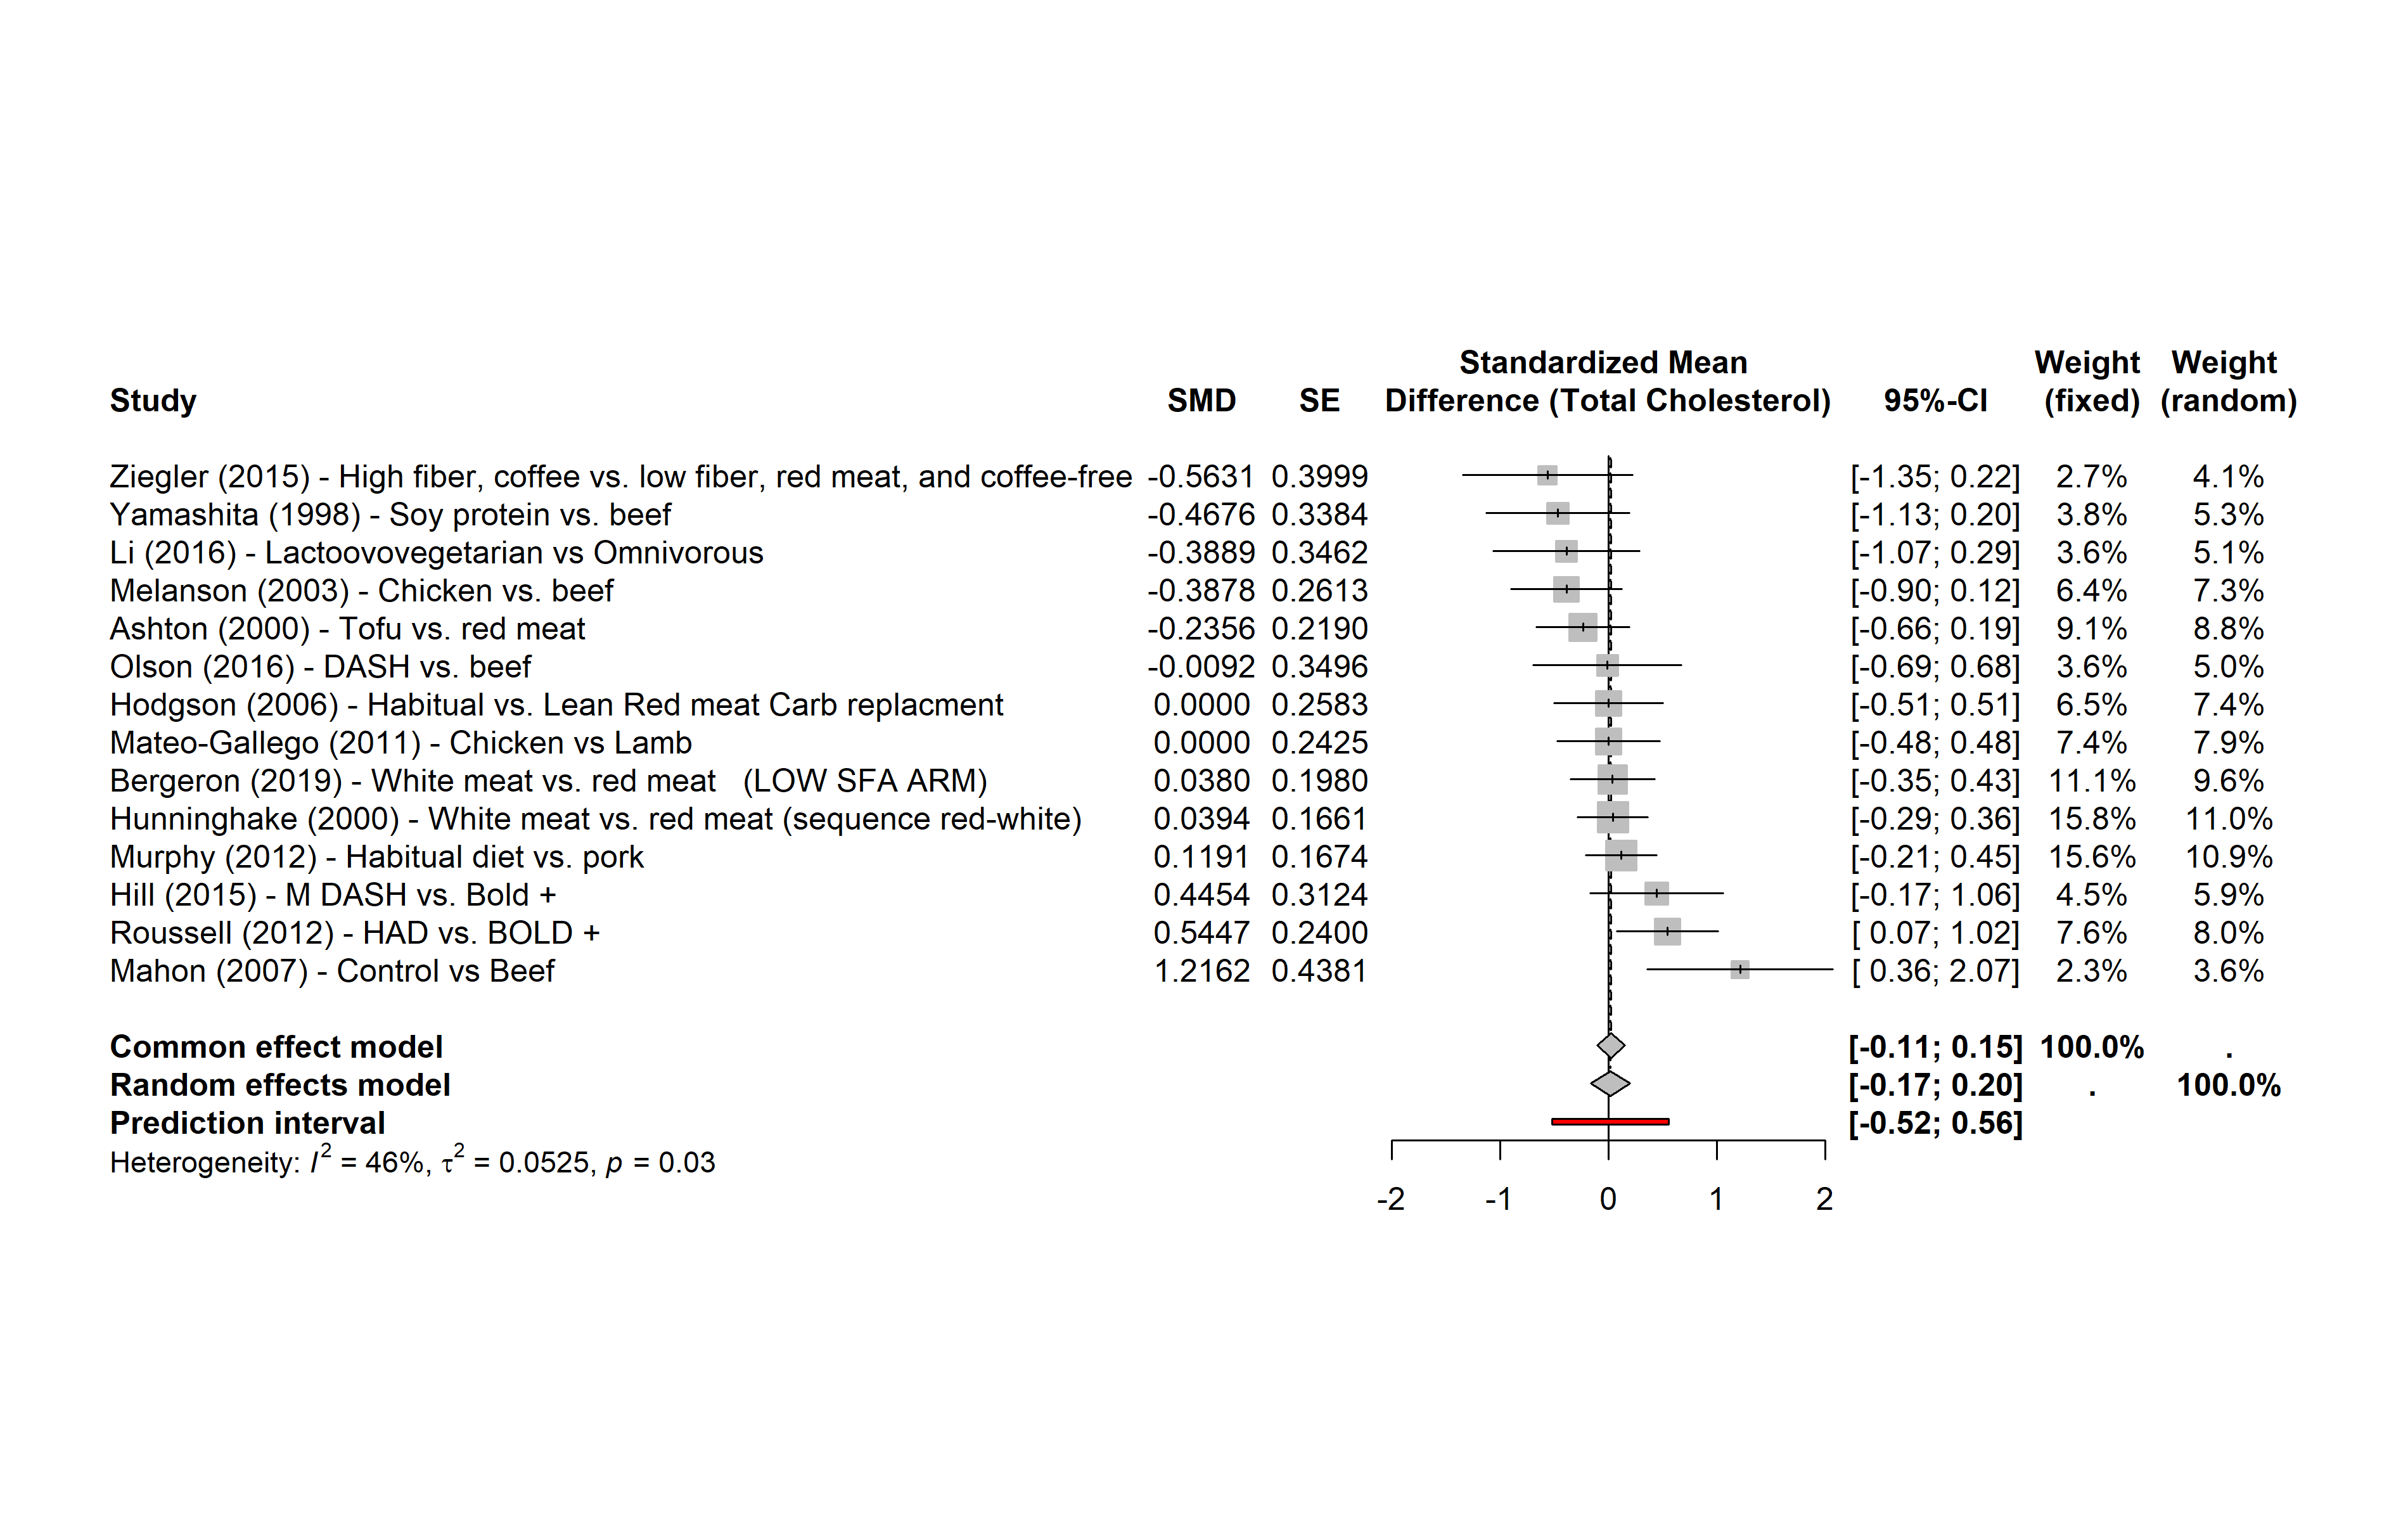 Standardized Mean Weight Weight
Study SMD SE Difference (Total Cholesterol) 95%-CI (fixed) (random)
Ziegler (2015) - High fiber, coffee vs. low fiber, red meat, and coffee-free -0.5631 0.3999 [-1.35; 0.22] 2.7% 4.1%
Yamashita (1998) - Soy protein vs. beef -0.4676 0.3384 [-1.13; 0.20] 3.8% 5.3%
Li (2016) - Lactoovovegetarian vs Omnivorous -0.3889 0.3462 [-1.07; 0.29] 3.6% 5.1%
Melanson (2003) - Chicken vs. beef -0.3878 0.2613 [-0.90; 0.12] 6.4% 7.3%
Ashton (2000) - Tofu vs. red meat -0.2356 0.2190 [-0.66; 0.19] 9.1% 8.8%
Olson (2016) - DASH vs. beef -0.0092 0.3496 [-0.69; 0.68] 3.6% 5.0%
Hodgson (2006) - Habitual vs. Lean Red meat Carb replacment 0.0000 0.2583 [-0.51; 0.51] 6.5% 7.4%
Mateo-Gallego (2011) - Chicken vs Lamb 0.0000 0.2425 [-0.48; 0.48] 7.4% 7.9%
Bergeron (2019) - White meat vs. red meat (LOW SFA ARM) 0.0380 0.1980 [-0.35; 0.43] 11.1% 9.6%
Hunninghake (2000) - White meat vs. red meat (sequence red-white) 0.0394 0.1661 [-0.29; 0.36] 15.8% 11.0%
Murphy (2012) - Habitual diet vs. pork 0.1191 0.1674 [-0.21; 0.45] 15.6% 10.9%
Hill (2015) - M DASH vs. Bold + 0.4454 0.3124 [-0.17; 1.06] 4.5% 5.9%
Roussell (2012) - HAD vs. BOLD + 0.5447 0.2400 [ 0.07; 1.02] 7.6% 8.0%
Mahon (2007) - Control vs Beef 1.2162 0.4381 [ 0.36; 2.07] 2.3% 3.6%
Common effect model [-0.11; 0.15] 100.0% .
Random effects model [-0.17; 0.20] . 100.0%
Prediction interval [-0.52; 0.56]
Heterogeneity: I² = 46%, τ² = 0.0525, p = 0.03
-2 -1 0 1 2